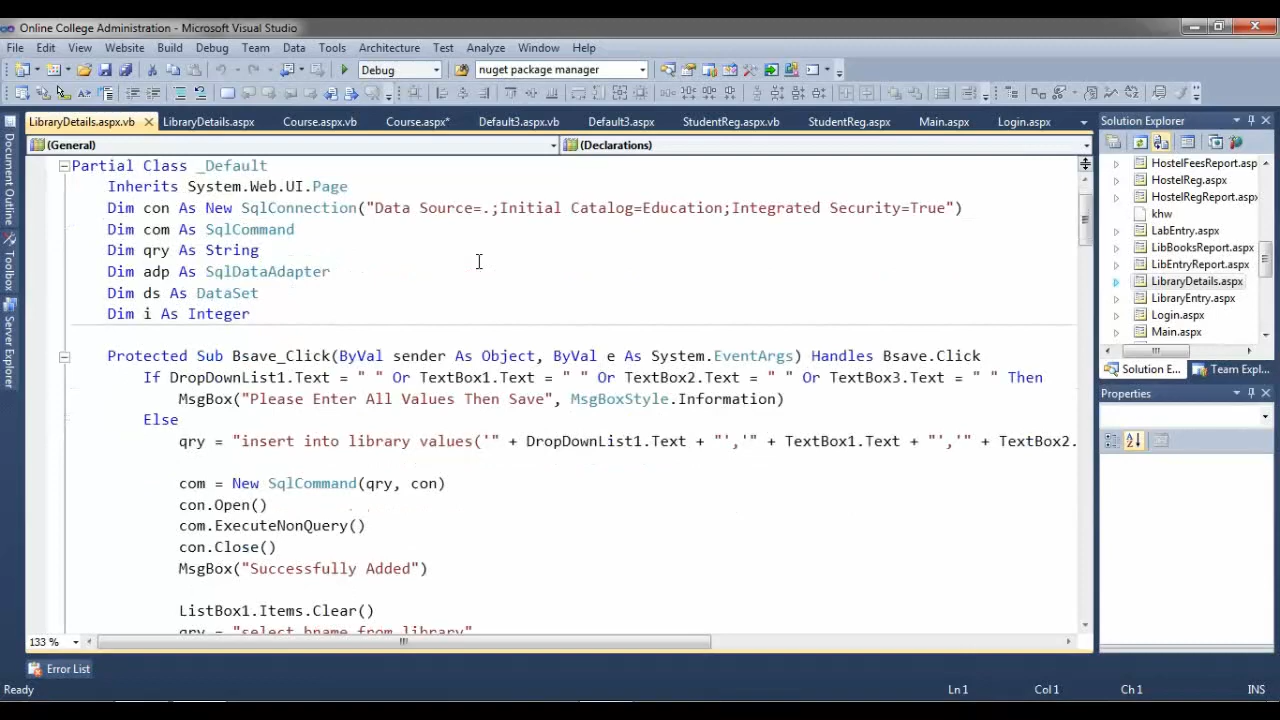 Online College Administration - Microsoft Visual Studio
File Edit View Website Build Debug Team Data Tools Architecture Test Analyze Window Help
Debug nuget package manager
LibraryDetails.aspx.vb LibraryDetails.aspx Course.aspx.vb Course.aspx* Default3.aspx.vb Default3.aspx StudentReg.aspx.vb StudentReg.aspx Main.aspx Login.aspx
(General) (Declarations)
Partial Class _Default
Inherits System.Web.UI.Page
Dim con As New SqlConnection("Data Source=.;Initial Catalog=Education;Integrated Security=True")
Dim com As SqlCommand
Dim qry As String
Dim adp As SqlDataAdapter
Dim ds As DataSet
Dim i As Integer
Protected Sub Bsave_Click(ByVal sender As Object, ByVal e As System.EventArgs) Handles Bsave.Click
If DropDownList1.Text = " " Or TextBox1.Text = " " Or TextBox2.Text = " " Or TextBox3.Text = " " Then
MsgBox("Please Enter All Values Then Save", MsgBoxStyle.Information)
Else
qry = "insert into library values('" + DropDownList1.Text + "','" + TextBox1.Text + "','" + TextBox2.
com = New SqlCommand(qry, con)
con.Open()
com.ExecuteNonQuery()
con.Close()
MsgBox("Successfully Added")
ListBox1.Items.Clear()
qry = "select bname from library"
133 %
Document Outline
Toolbox
Server Explorer
Solution Explorer
HostelFeesReport.asp
HostelReg.aspx
HostelRegReport.aspx
khw
LabEntry.aspx
LibBooksReport.aspx
LibEntryReport.aspx
LibraryDetails.aspx
LibraryEntry.aspx
Login.aspx
Main.aspx
Solution E... Team Expl...
Properties
Error List
Ready Ln 1 Col 1 Ch 1 INS